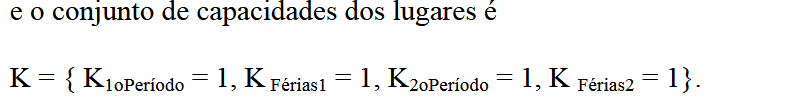 e o conjunto de capacidades dos lugares é
K = { K1oPeríodo = 1, K Férias1 = 1, K2oPeríodo = 1, K Férias2 = 1}.